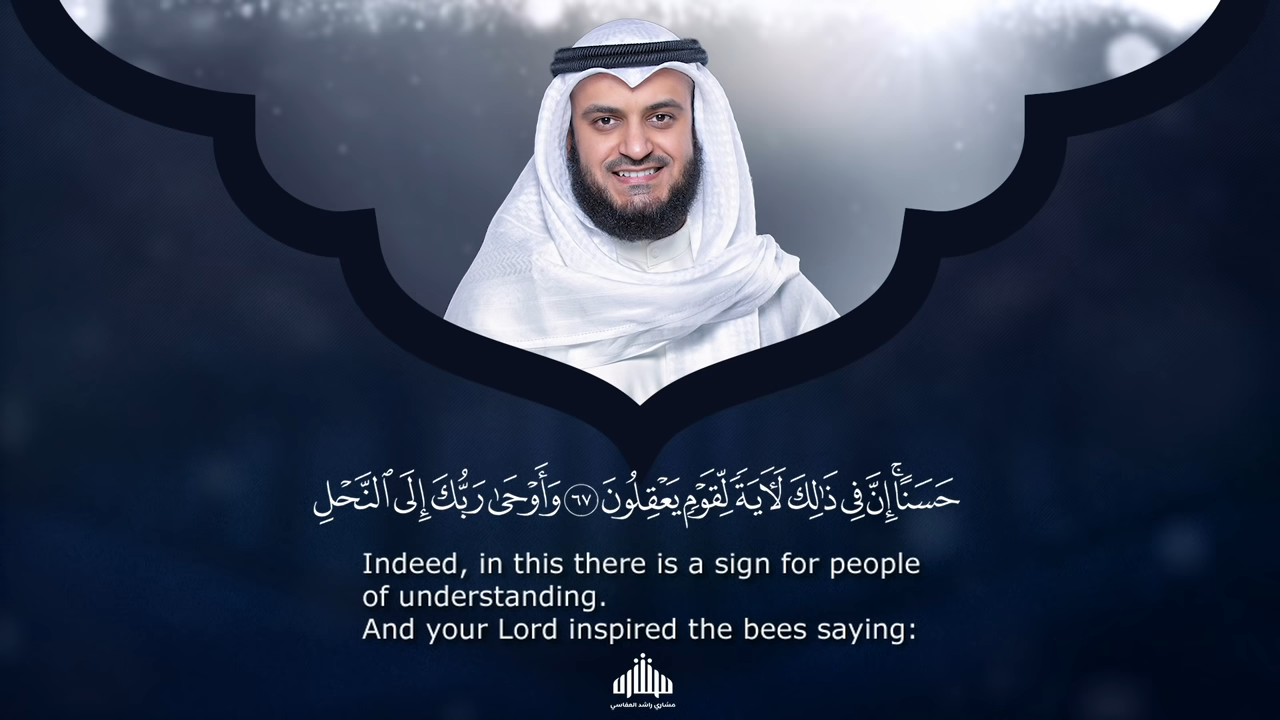 حَسَنًاۚ إِنَّ فِى ذَٰلِكَ لَءَايَةً لِّقَوْمٍ يَعْقِلُونَ ٦٧ وَأَوْحَىٰ رَبُّكَ إِلَى ٱلنَّحْلِ
Indeed, in this there is a sign for people
of understanding.
And your Lord inspired the bees saying:
مشاري راشد العفاسي